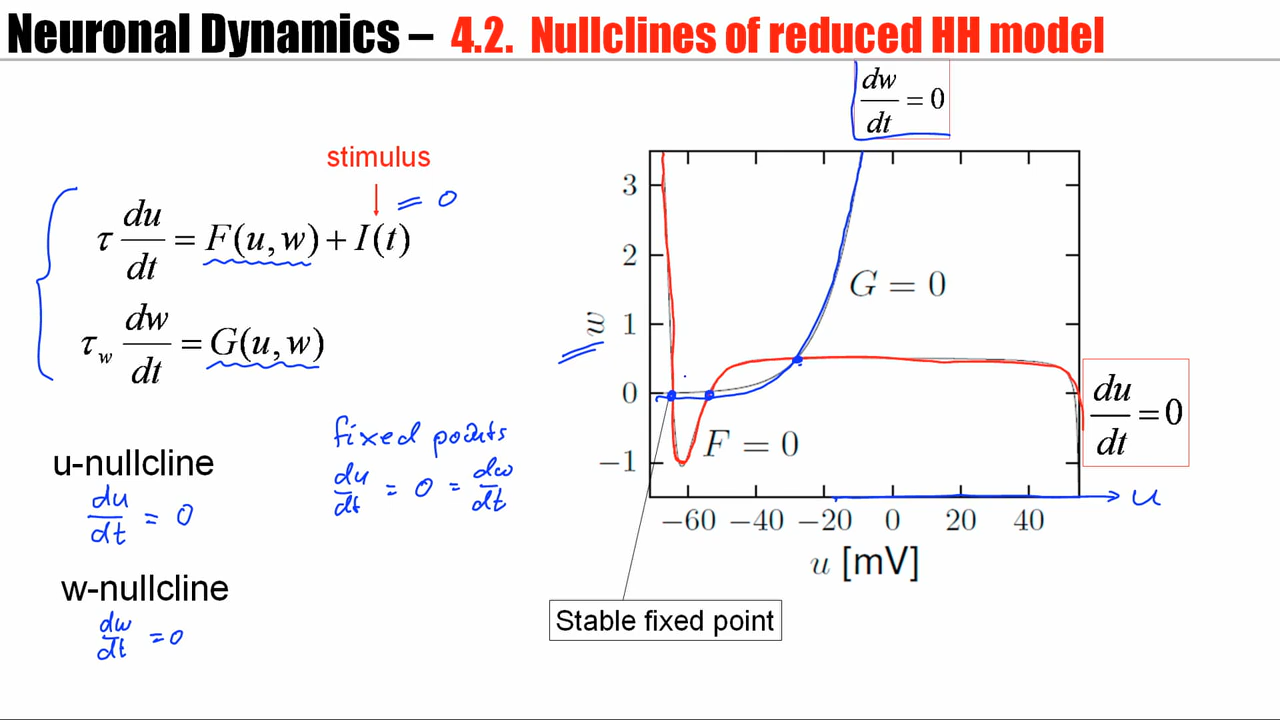 Neuronal Dynamics – 4.2. Nullclines of reduced HH model
dw/dt = 0
stimulus
= 0
τ du/dt = F(u, w) + I(t)
τ_w dw/dt = G(u, w)
u-nullcline
du/dt = 0
w-nullcline
dw/dt = 0
fixed points
du/dt = 0 = dw/dt
3
2
1
0
−1
w
G = 0
F = 0
du/dt = 0
−60 −40 −20 0 20 40
u
u [mV]
Stable fixed point